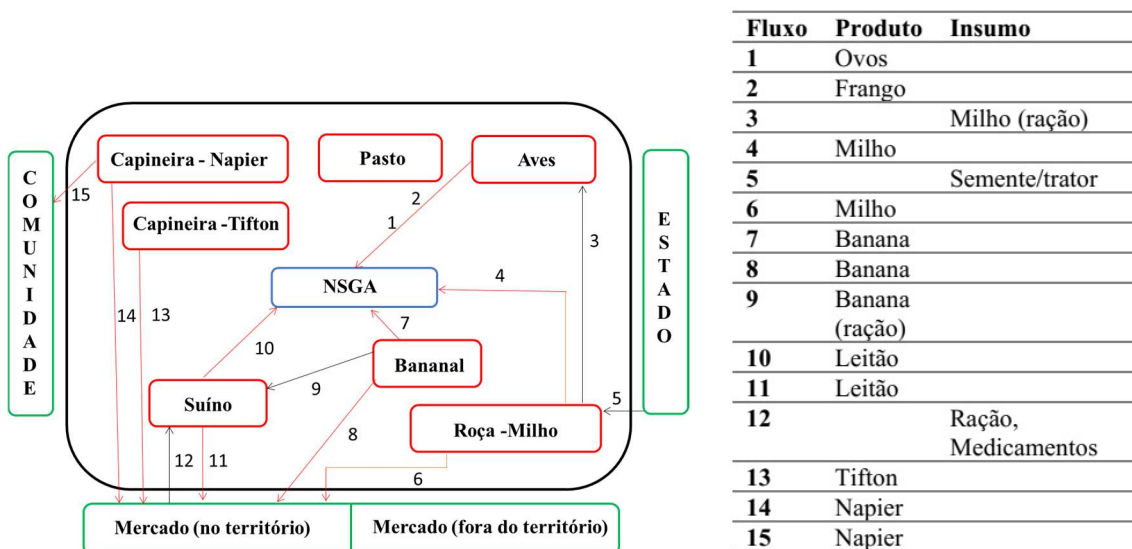 COMUNIDADE
Capineira - Napier
Pasto
Aves
15
2
Capineira -Tifton
1
3
ESTADO
NSGA
4
14
13
7
10
Bananal
9
5
Suíno
8
Roça -Milho
12
11
6
Mercado (no território)
Mercado (fora do território)
Fluxo Produto Insumo
1 Ovos
2 Frango
3 Milho (ração)
4 Milho
5 Semente/trator
6 Milho
7 Banana
8 Banana
9 Banana
(ração)
10 Leitão
11 Leitão
12 Ração,
Medicamentos
13 Tifton
14 Napier
15 Napier